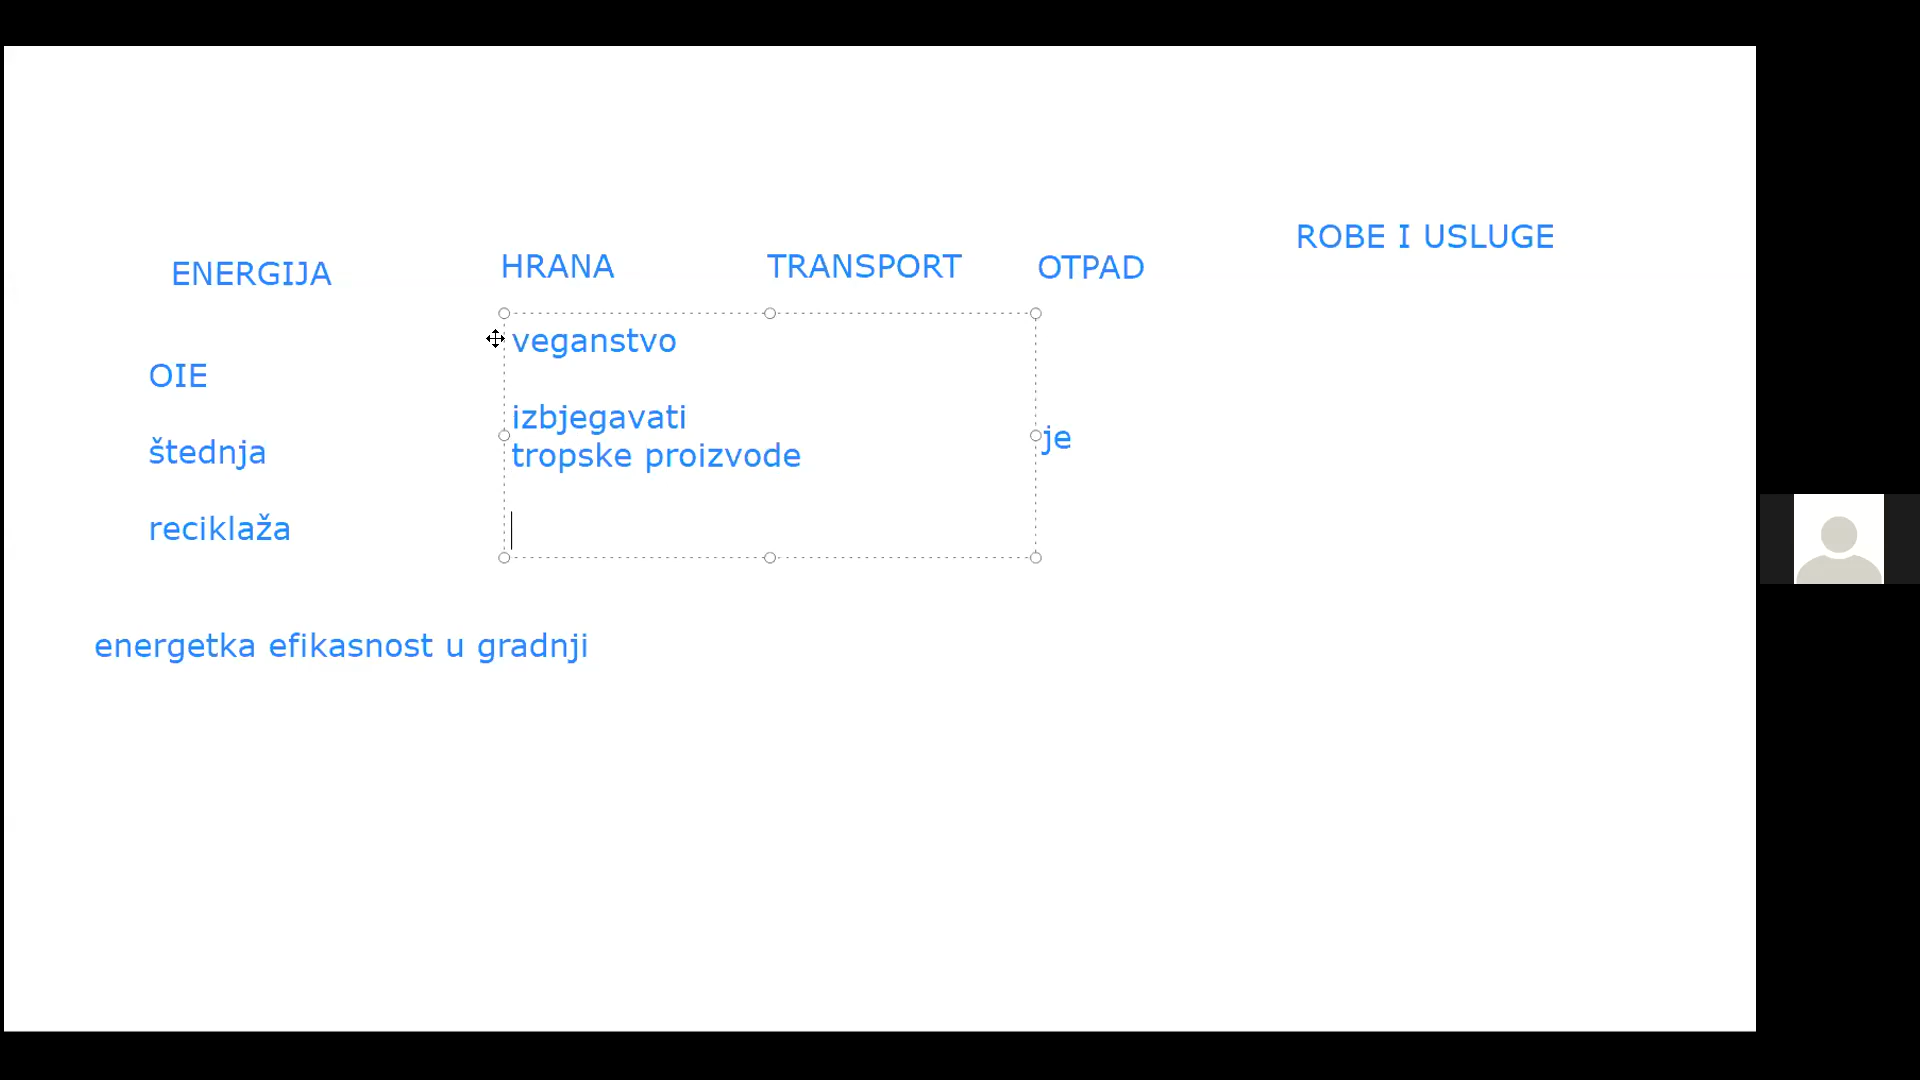 ROBE I USLUGE
ENERGIJA
HRANA
TRANSPORT
OTPAD
OIE
štednja
reciklaža
veganstvo
izbjegavati
tropske proizvode
je
energetka efikasnost u gradnji